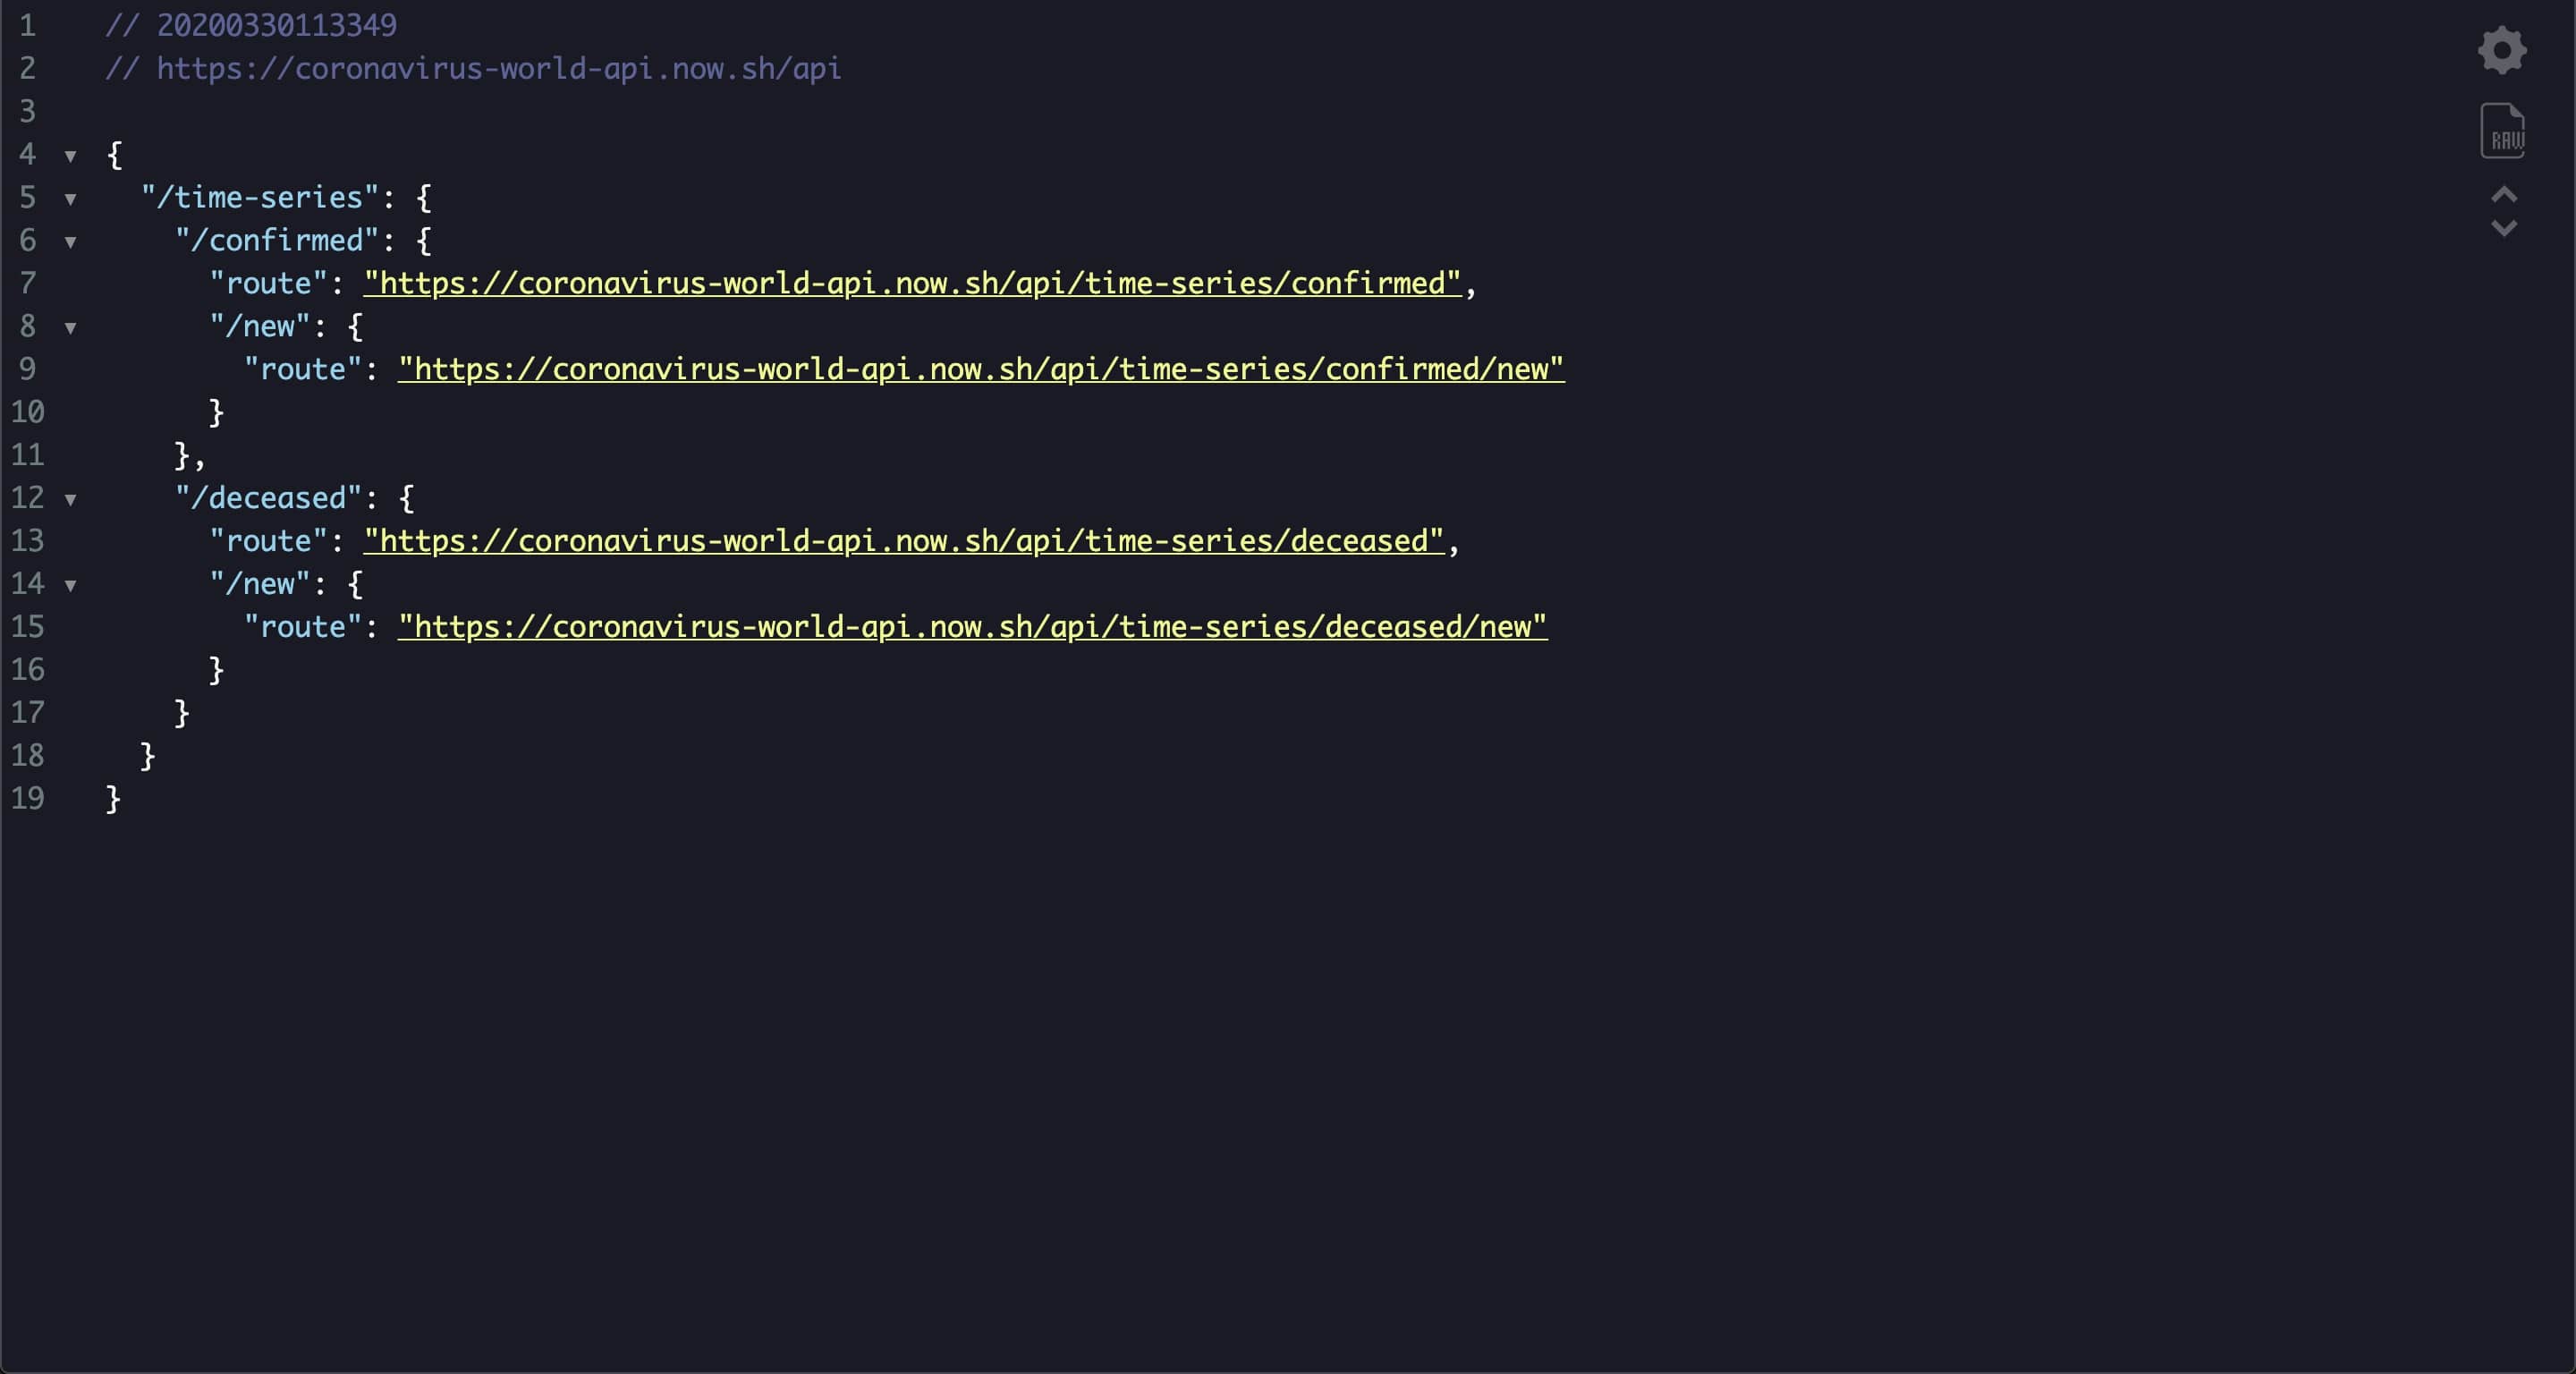 1 // 20200330113349
2 // https://coronavirus-world-api.now.sh/api
3
4 ▼ {
5 ▼   "/time-series": {
6 ▼     "/confirmed": {
7       "route": "https://coronavirus-world-api.now.sh/api/time-series/confirmed",
8 ▼       "/new": {
9         "route": "https://coronavirus-world-api.now.sh/api/time-series/confirmed/new"
10       }
11     },
12 ▼     "/deceased": {
13       "route": "https://coronavirus-world-api.now.sh/api/time-series/deceased",
14 ▼       "/new": {
15         "route": "https://coronavirus-world-api.now.sh/api/time-series/deceased/new"
16       }
17     }
18   }
19 }
RAW